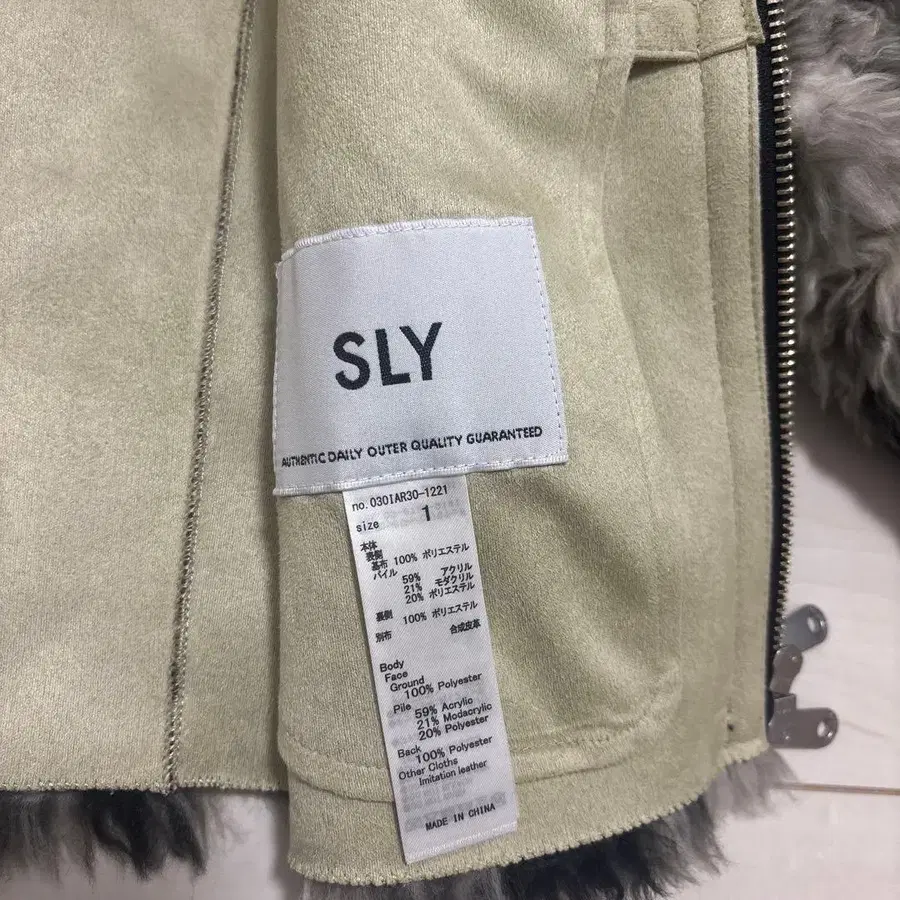 SLY
AUTHENTIC DAILY OUTER QUALITY GUARANTEED
no. 030IAR30-1221
size 1
本体
表側
基布 100% ポリエステル
パイル
59% アクリル
21% モダクリル
20% ポリエステル
裏側 100% ポリエステル
別布 合成皮革
Body
Face
Ground
100% Polyester
Pile
59% Acrylic
21% Modacrylic
20% Polyester
Back
100% Polyester
Other Cloths
Imitation leather
MADE IN CHINA